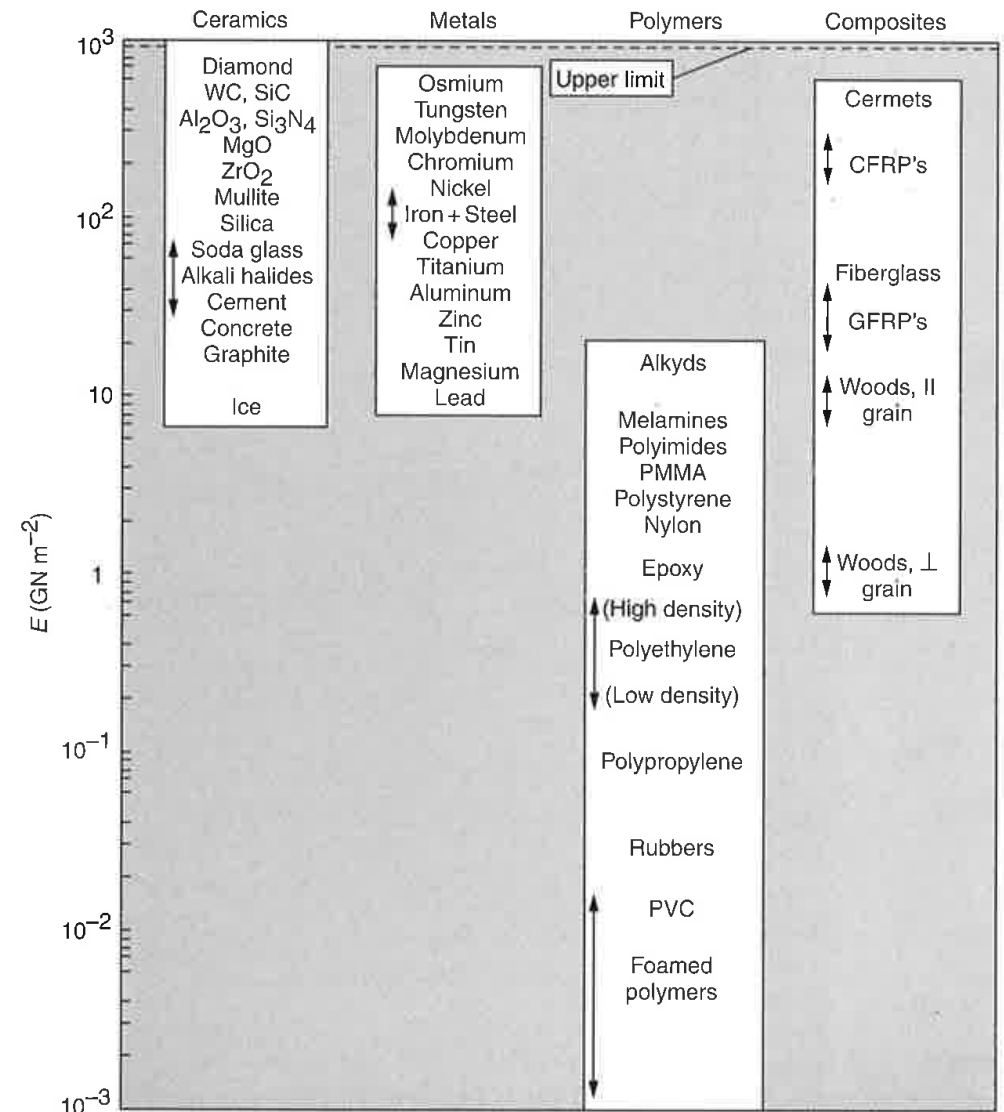 Ceramics
Metals
Polymers
Composites
E (GN m⁻²)
10³
10²
10
1
10⁻¹
10⁻²
10⁻³
Upper limit
Diamond
WC, SiC
Al₂O₃, Si₃N₄
MgO
ZrO₂
Mullite
Silica
Soda glass
Alkali halides
Cement
Concrete
Graphite
Ice
Osmium
Tungsten
Molybdenum
Chromium
Nickel
Iron + Steel
Copper
Titanium
Aluminum
Zinc
Tin
Magnesium
Lead
Alkyds
Melamines
Polyimides
PMMA
Polystyrene
Nylon
Epoxy
(High density)
Polyethylene
(Low density)
Polypropylene
Rubbers
PVC
Foamed
polymers
Cermets
CFRP's
Fiberglass
GFRP's
Woods, ॥
grain
Woods, ⊥
grain